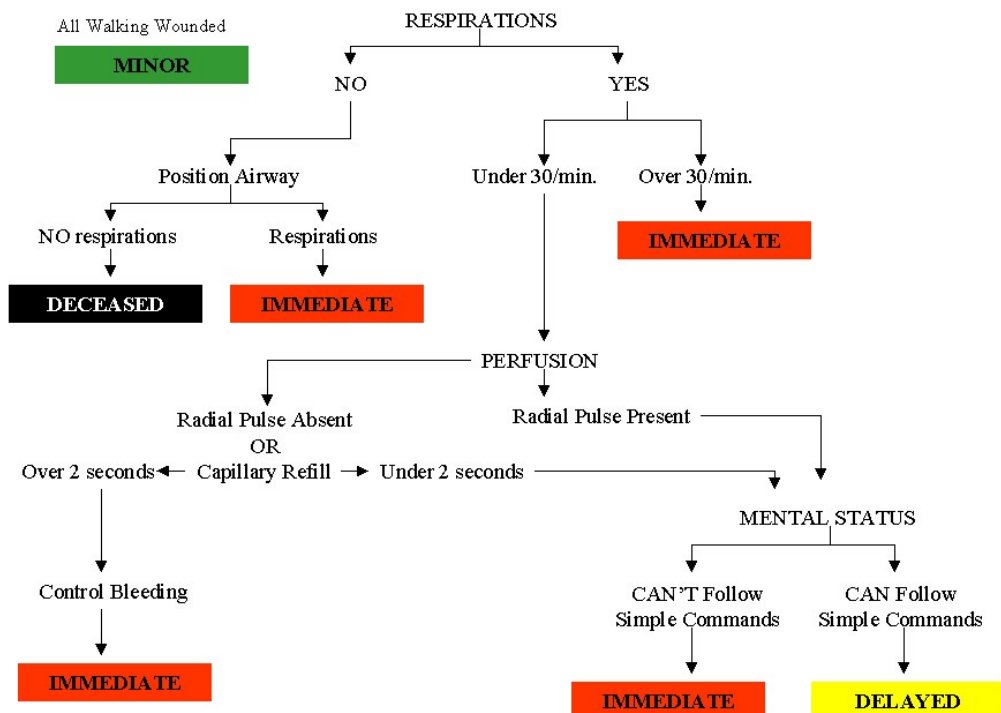 All Walking Wounded
MINOR
RESPIRATIONS
NO
YES
Position Airway
Under 30/min.
Over 30/min.
NO respirations
Respirations
IMMEDIATE
DECEASED
IMMEDIATE
PERFUSION
Radial Pulse Absent
OR
Radial Pulse Present
Over 2 seconds
Capillary Refill
Under 2 seconds
MENTAL STATUS
Control Bleeding
CAN'T Follow
Simple Commands
CAN Follow
Simple Commands
IMMEDIATE
IMMEDIATE
DELAYED